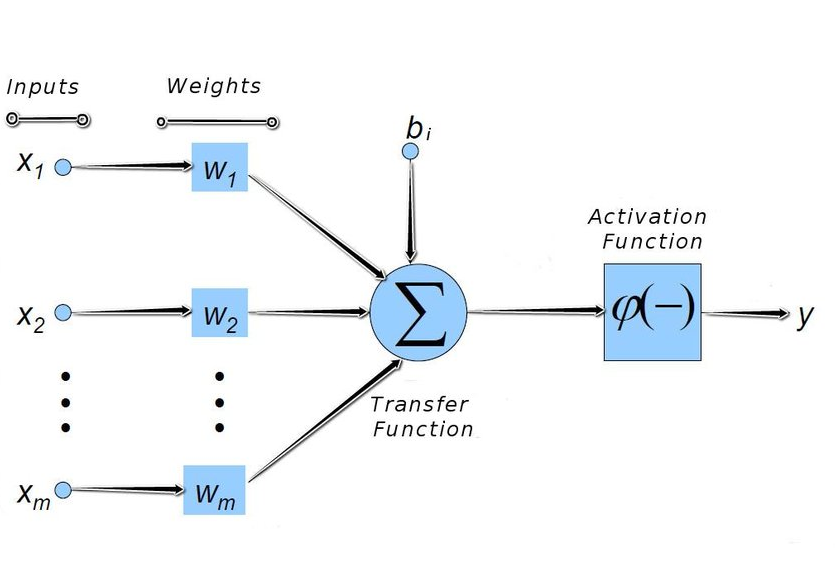 Inputs
Weights
bᵢ
x₁
w₁
Activation
Function
x₂
w₂
Σ
φ(−)
y
Transfer
Function
xₘ
wₘ